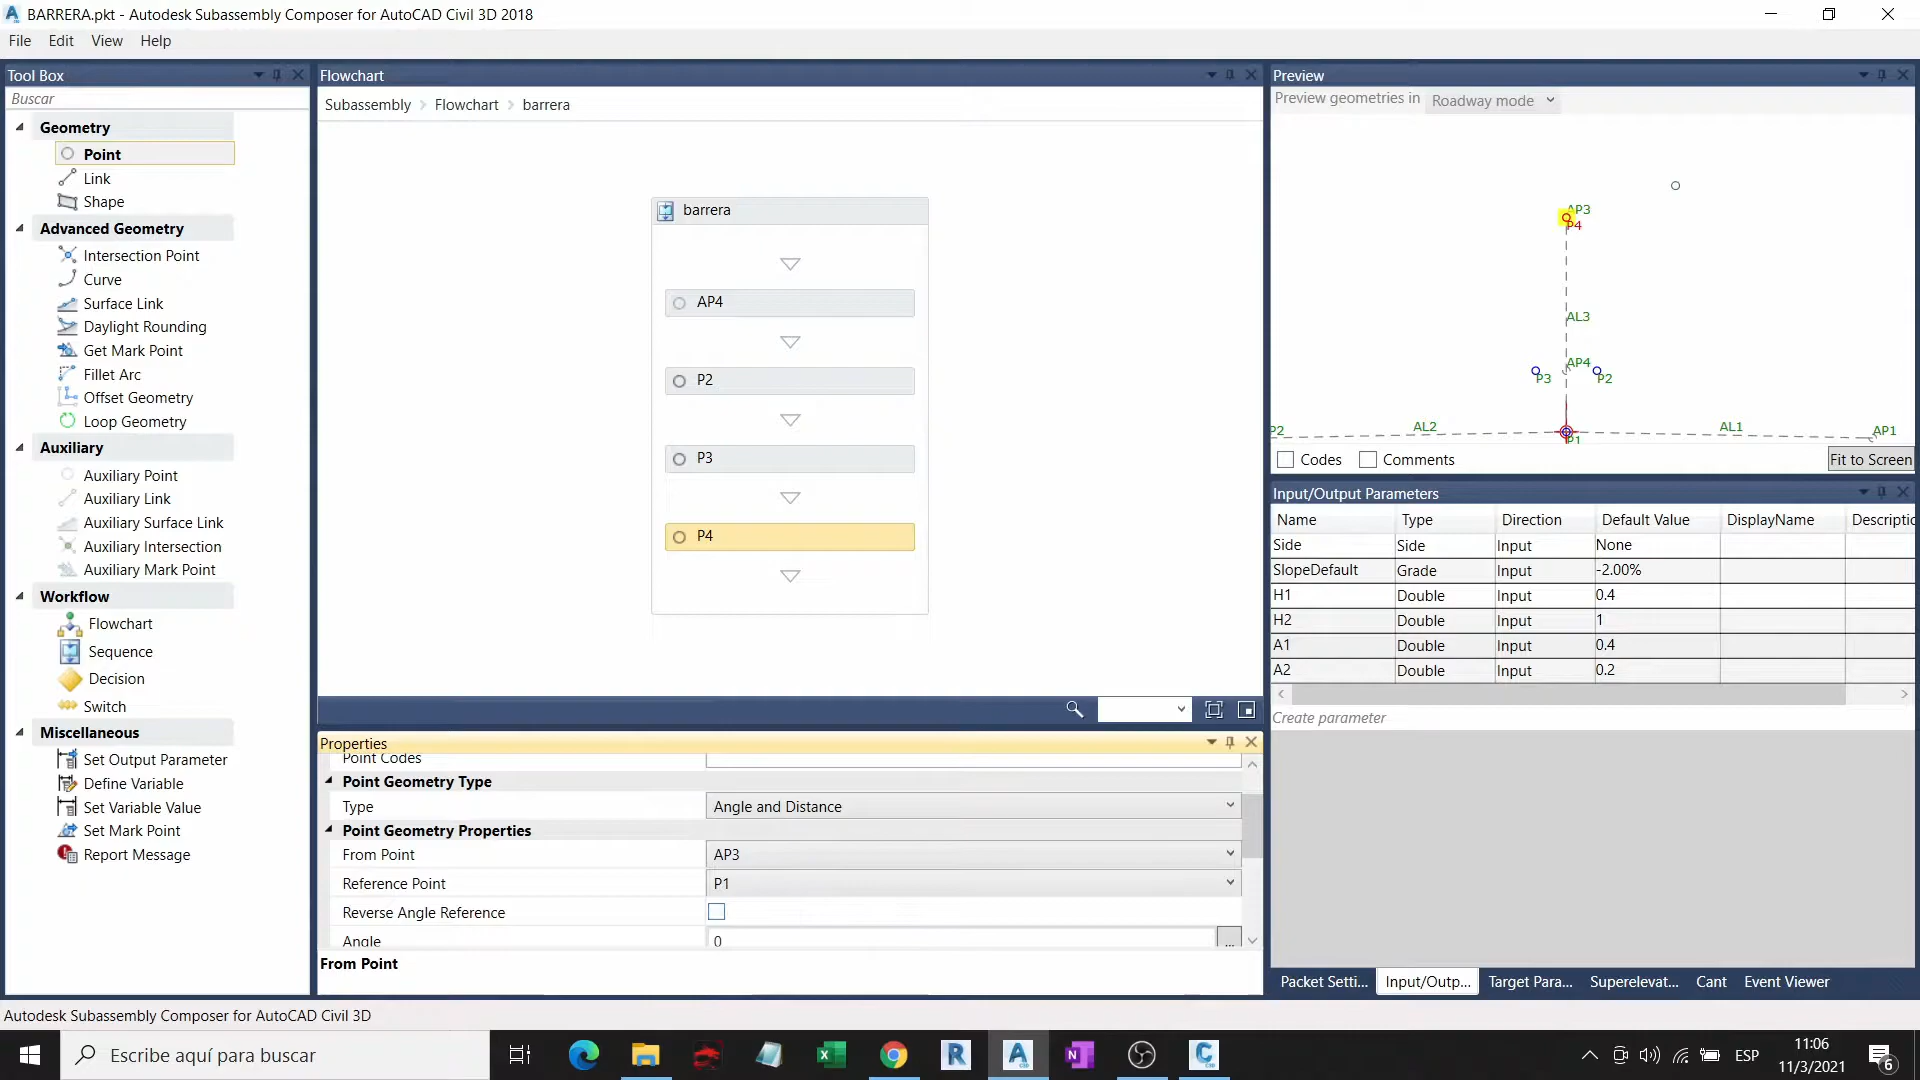 BARRERA.pkt - Autodesk Subassembly Composer for AutoCAD Civil 3D 2018
File Edit View Help
Tool Box
Buscar
Geometry
Point
Link
Shape
Advanced Geometry
Intersection Point
Curve
Surface Link
Daylight Rounding
Get Mark Point
Fillet Arc
Offset Geometry
Loop Geometry
Auxiliary
Auxiliary Point
Auxiliary Link
Auxiliary Surface Link
Auxiliary Intersection
Auxiliary Mark Point
Workflow
Flowchart
Sequence
Decision
Switch
Miscellaneous
Set Output Parameter
Define Variable
Set Variable Value
Set Mark Point
Report Message
Flowchart
Subassembly Flowchart barrera
barrera
AP4
P2
P3
P4
Properties
Point Codes
Point Geometry Type
Type Angle and Distance
Point Geometry Properties
From Point AP3
Reference Point P1
Reverse Angle Reference
Angle 0 ...
From Point
Preview
Preview geometries in Roadway mode
AP3
P4
AL3
AP4
P3 P2
P2 AL2 AL1 AP1
P1
Codes Comments Fit to Screen
Input/Output Parameters
Name Type Direction Default Value DisplayName Descriptic
Side Side Input None
SlopeDefault Grade Input -2.00%
H1 Double Input 0.4
H2 Double Input 1
A1 Double Input 0.4
A2 Double Input 0.2
Create parameter
Packet Setti... Input/Outp... Target Para... Superelevat... Cant Event Viewer
Autodesk Subassembly Composer for AutoCAD Civil 3D
Escribe aquí para buscar
ESP
11:06
11/3/2021
6